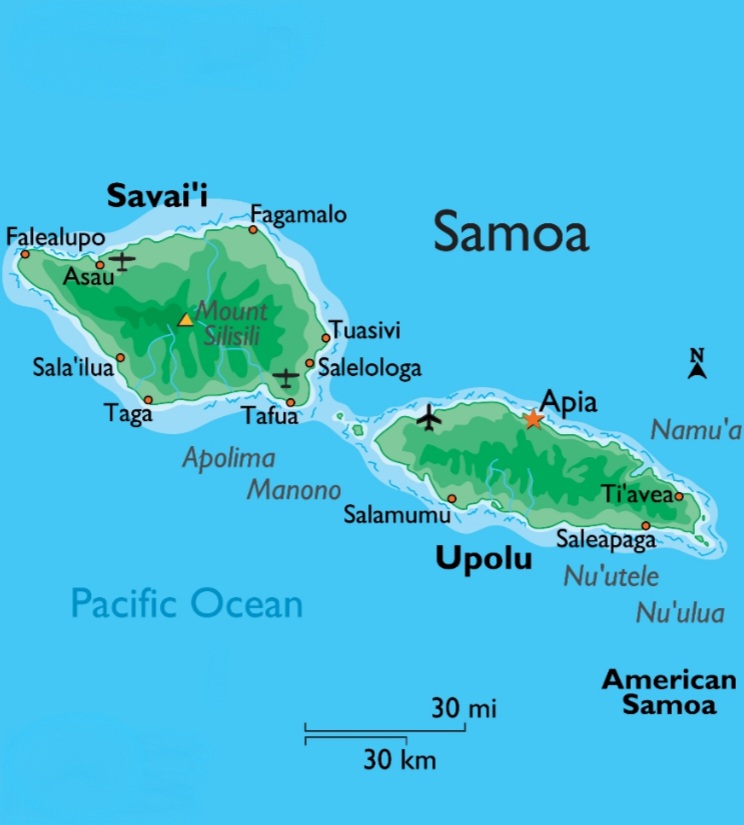 Savai'i
Fagamalo
Samoa
Falealupo
Asau
Mount
Silisili
Tuasivi
Sala'ilua
Salelologa
N
Taga
Tafua
Apia
Namu'a
Apolima
Manono
Ti'avea
Salamumu
Saleapaga
Upolu
Nu'utele
Pacific Ocean
Nu'ulua
American
Samoa
30 mi
30 km